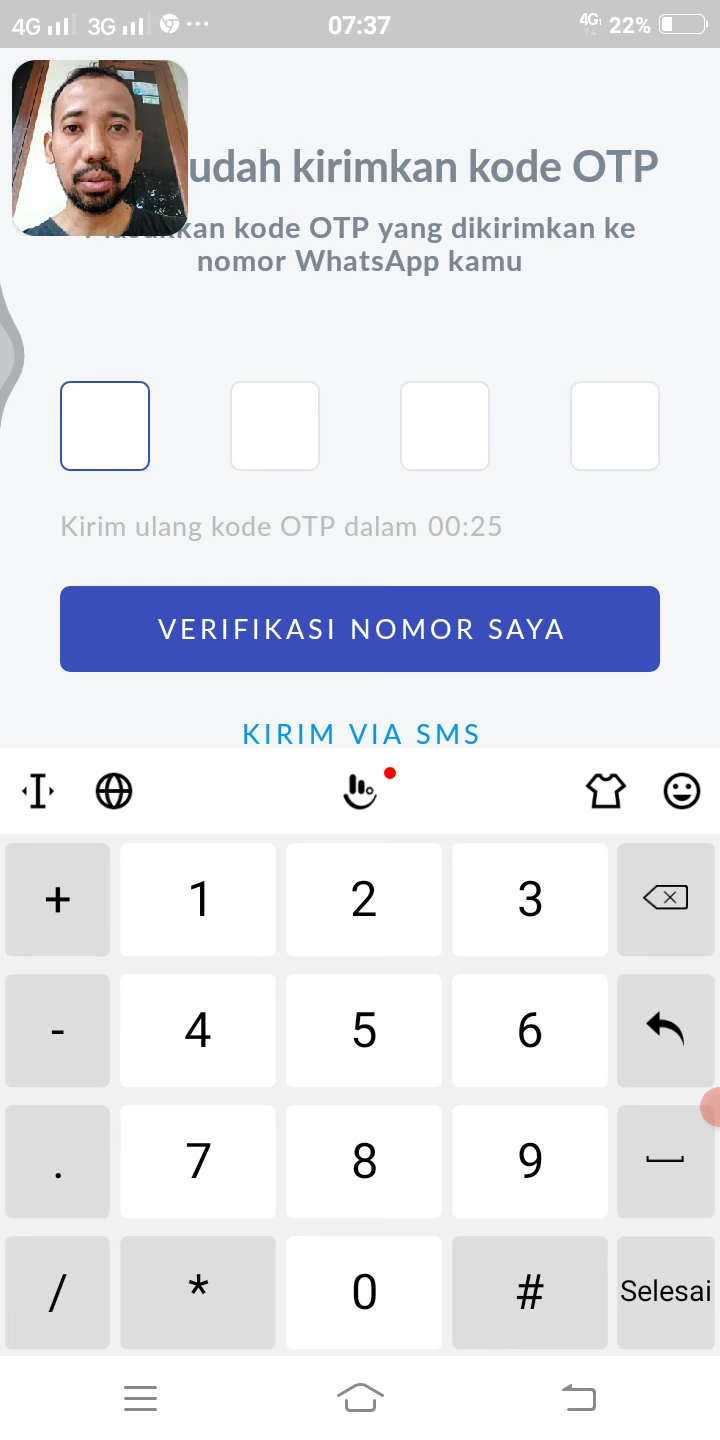 4G 3G 07:37 4G 22%
udah kirimkan kode OTP
kan kode OTP yang dikirimkan ke
nomor WhatsApp kamu
Kirim ulang kode OTP dalam 00:25
VERIFIKASI NOMOR SAYA
KIRIM VIA SMS
+ 1 2 3
- 4 5 6
. 7 8 9
/ * 0 # Selesai